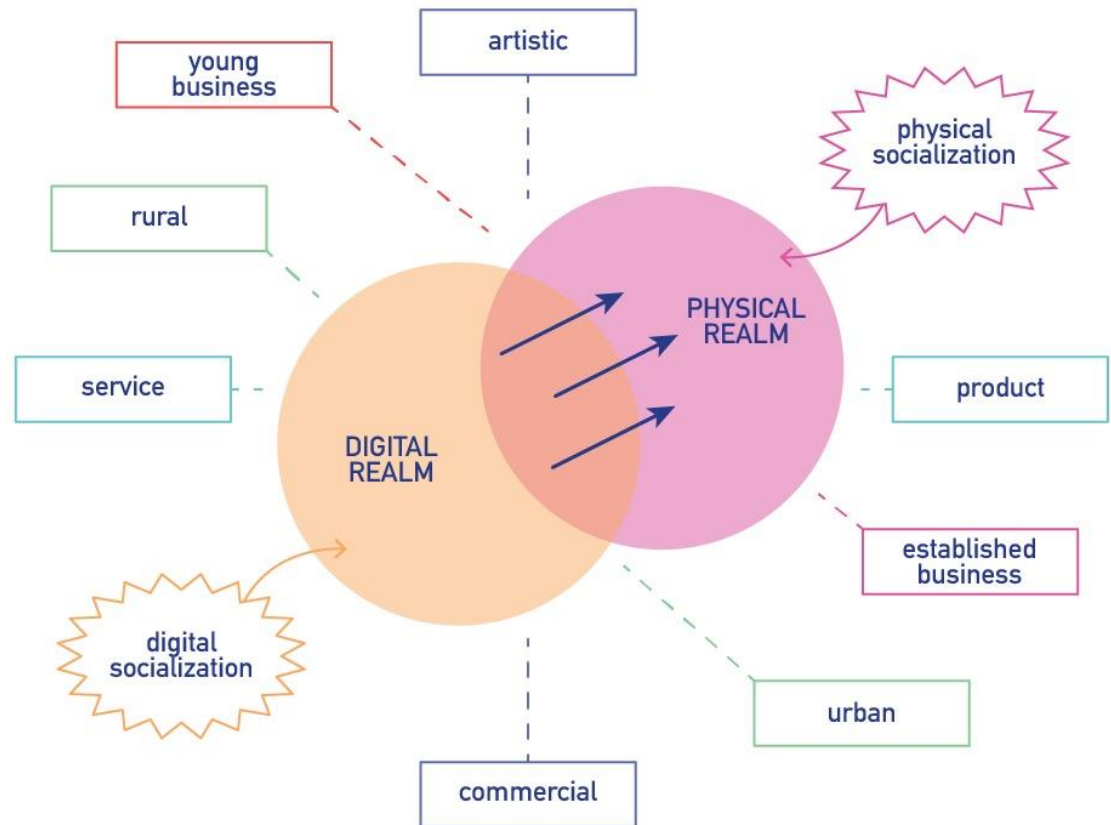 artistic
young
business
physical
socialization
rural
PHYSICAL
REALM
service
product
DIGITAL
REALM
established
business
digital
socialization
urban
commercial